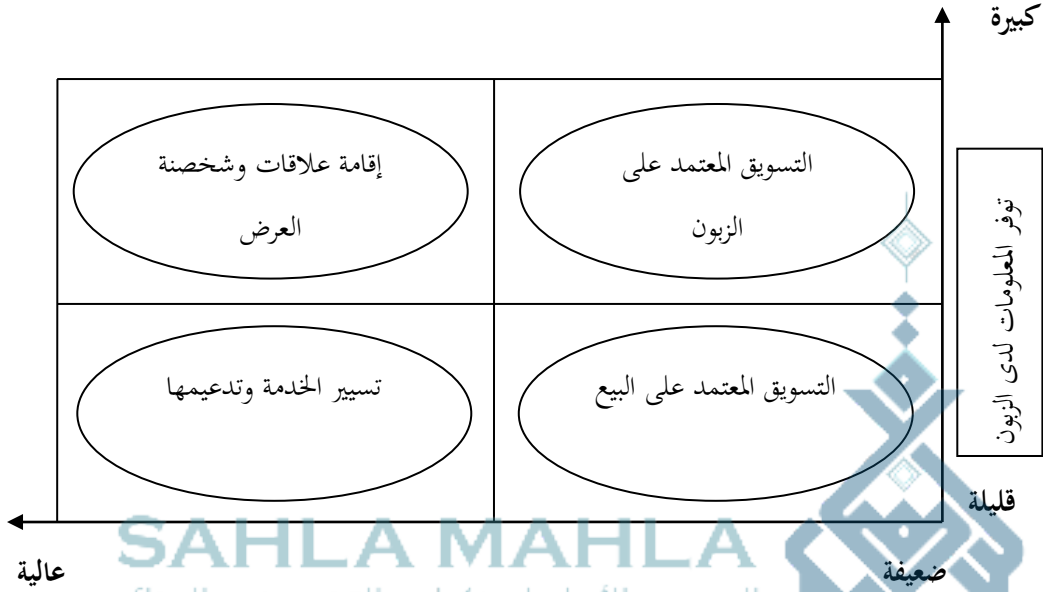 كبيرة
التسويق المعتمد على
الزبون
إقامة علاقات وشخصنة
العرض
توفر المعلومات لدى الزبون
التسويق المعتمد على البيع
تسيير الخدمة وتدعيمها
قليلة
SAHLA MAHLA
ضعيفة
عالية